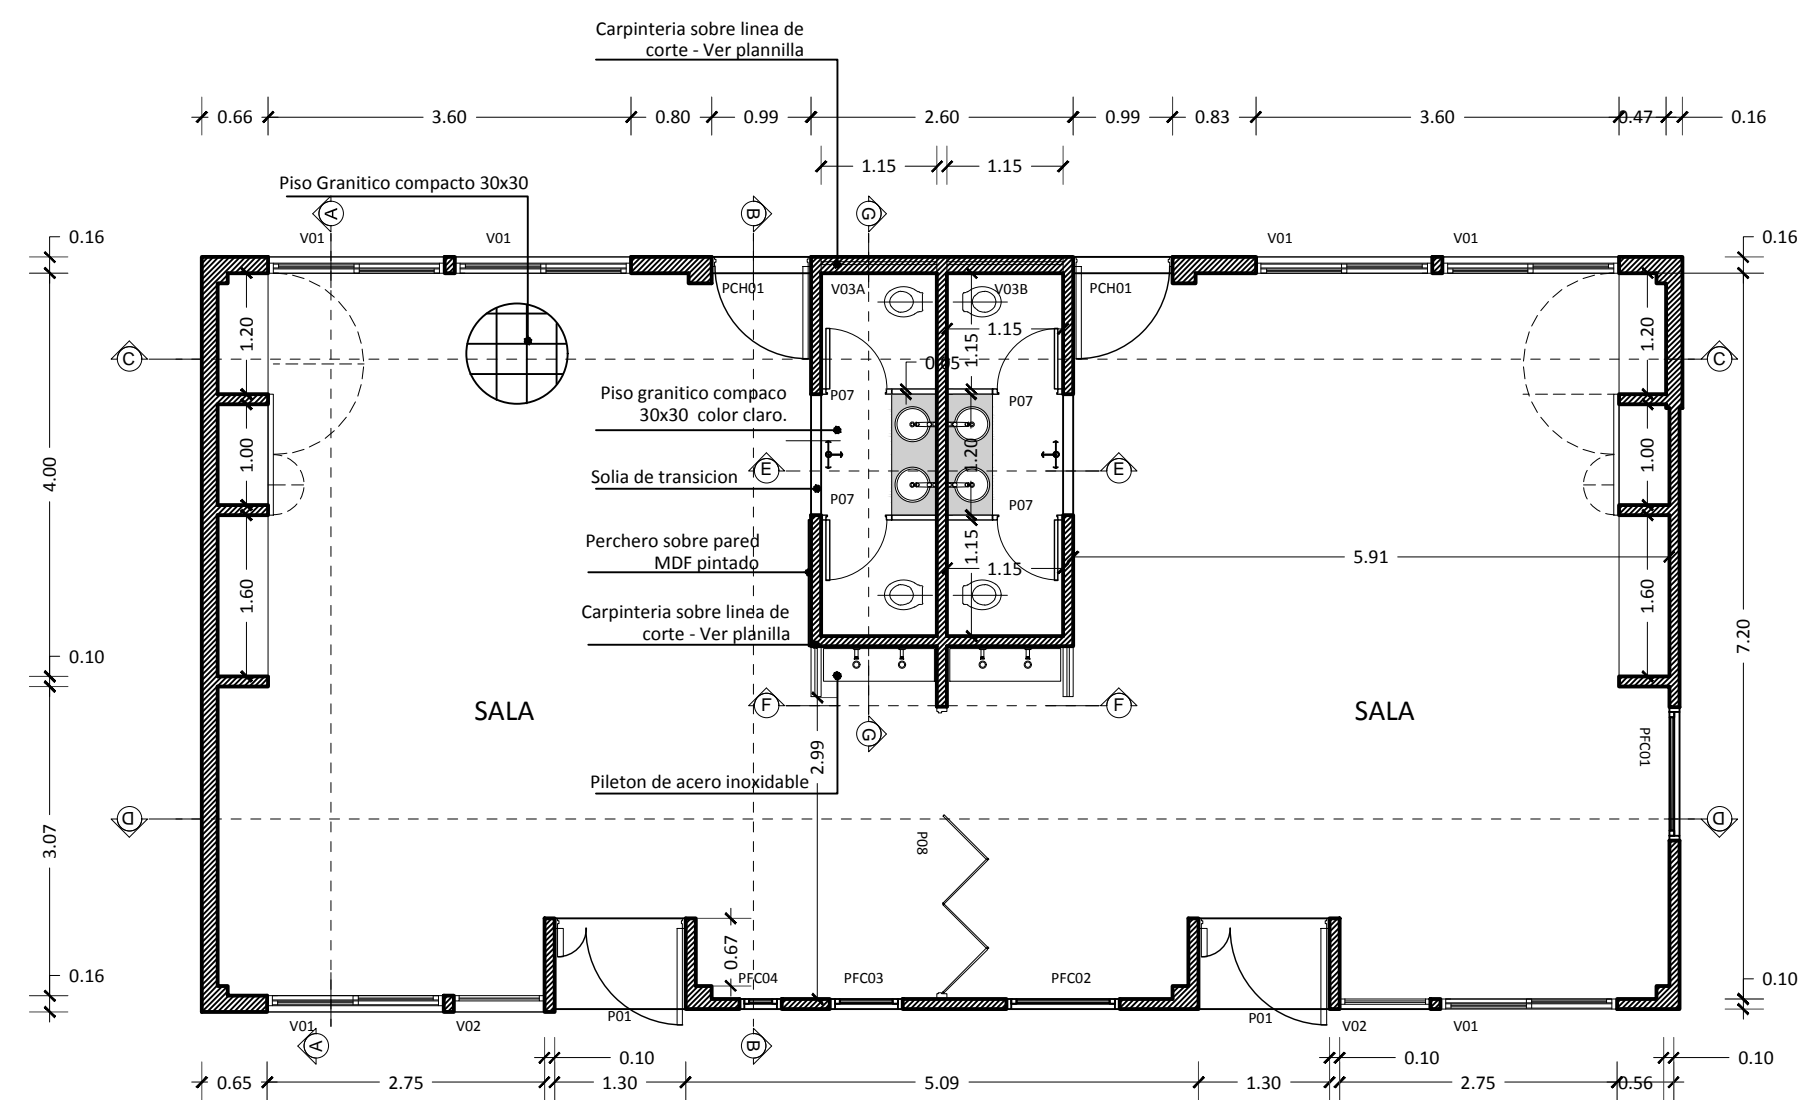 Carpinteria sobre linea de
corte - Ver plannilla
0.66
3.60
0.80
0.99
2.60
0.99
0.83
3.60
0.47
0.16
1.15
1.15
Piso Granitico compacto 30x30
A
B
G
0.16
V01
V01
V01
V01
0.16
PCH01
V03A
V03B
PCH01
1.20
1.15
1.15
1.20
C
0.05
C
Piso granitico compaco
30x30 color claro.
P07
P07
4.00
1.00
1.20
1.00
Solia de transicion
E
E
P07
P07
Perchero sobre pared
MDF pintado
1.15
1.15
5.91
1.60
1.60
Carpinteria sobre linea de
corte - Ver planilla
7.20
0.10
SALA
F
F
SALA
G
2.99
PFC01
Pileton de acero inoxidable
D
D
3.07
P08
0.67
0.16
PFC04
PFC03
PFC02
0.10
V01
V02
P01
P01
V02
V01
A
B
0.10
0.10
0.10
0.65
2.75
1.30
5.09
1.30
2.75
0.56